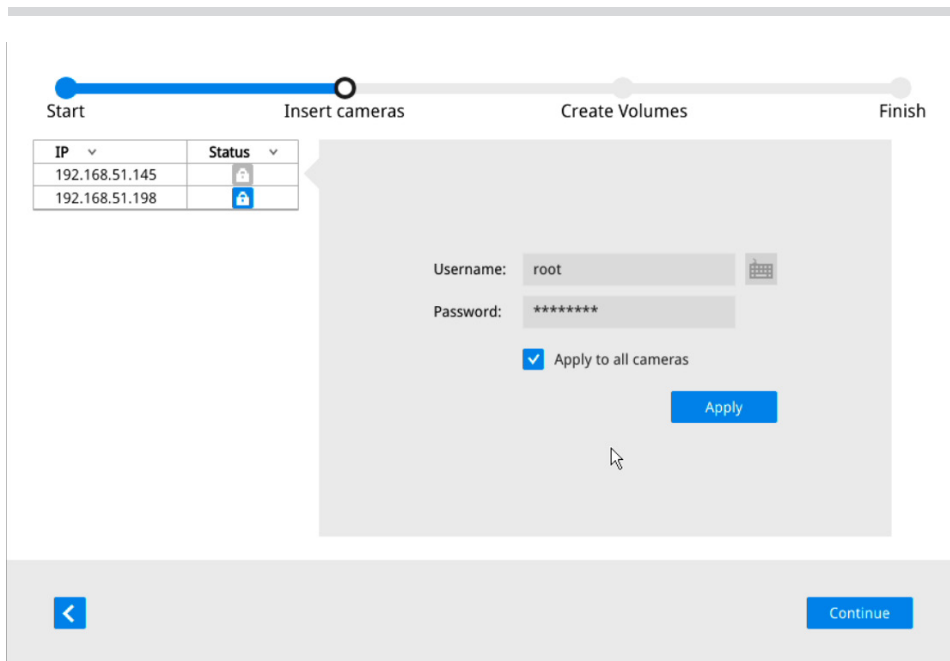 Start Insert cameras Create Volumes Finish
IP Status
192.168.51.145
192.168.51.198
Username: root
Password: ********
Apply to all cameras
Apply
Continue